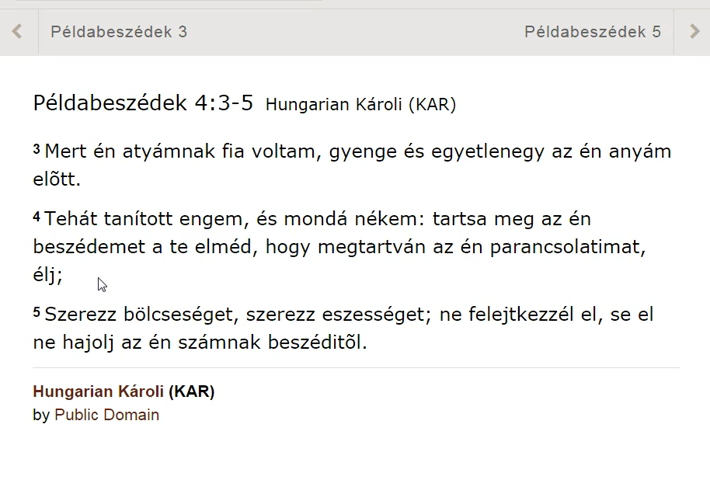 Példabeszédek 3
Példabeszédek 5
Példabeszédek 4:3-5 Hungarian Károli (KAR)
3 Mert én atyámnak fia voltam, gyenge és egyetlenegy az én anyám
elõtt.
4 Tehát tanított engem, és mondá nékem: tartsa meg az én
beszédemet a te elméd, hogy megtartván az én parancsolatimat,
élj;
5 Szerezz bölcseséget, szerezz eszességet; ne felejtkezzél el, se el
ne hajolj az én számnak beszéditõl.
Hungarian Károli (KAR)
by Public Domain